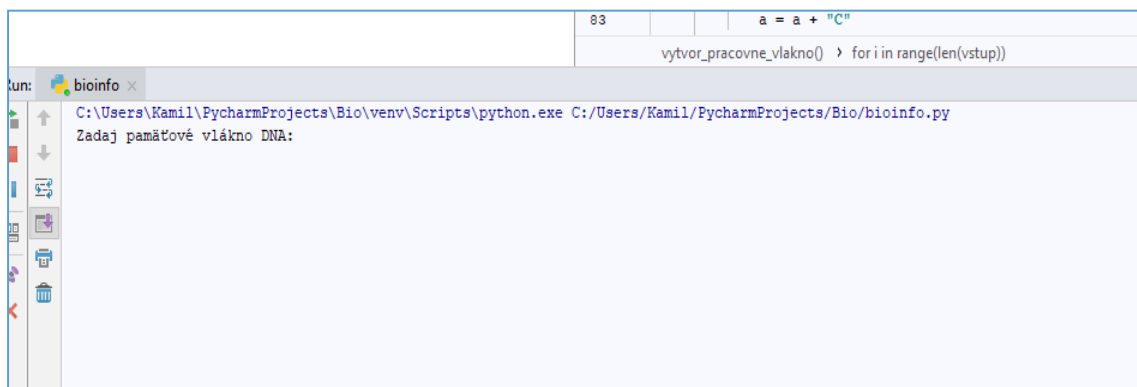 83 a = a + "C"
vytvor_pracovne_vlakno() › for i in range(len(vstup))
un: bioinfo ×
C:\Users\Kamil\PycharmProjects\Bio\venv\Scripts\python.exe C:/Users/Kamil/PycharmProjects/Bio/bioinfo.py
Zadaj pamäťové vlákno DNA: